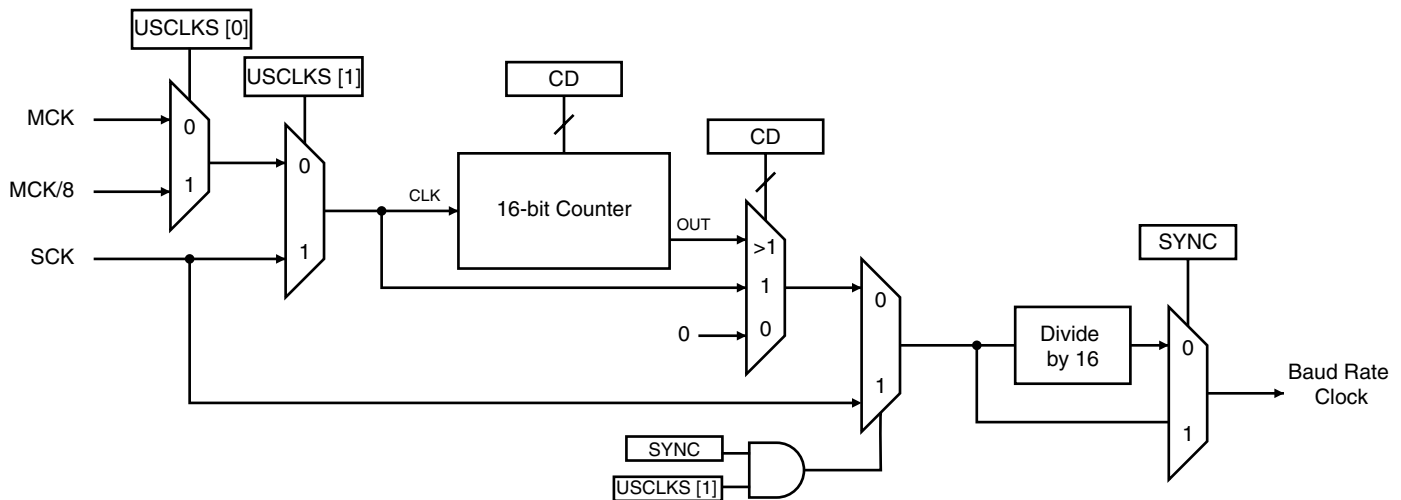 USCLKS [0]
USCLKS [1]
CD
MCK
0
CD
MCK/8
1
0
CLK
16-bit Counter
OUT
SCK
1
>1
SYNC
1
0
0
0
Divide
by 16
0
1
1
Baud Rate
Clock
SYNC
USCLKS [1]